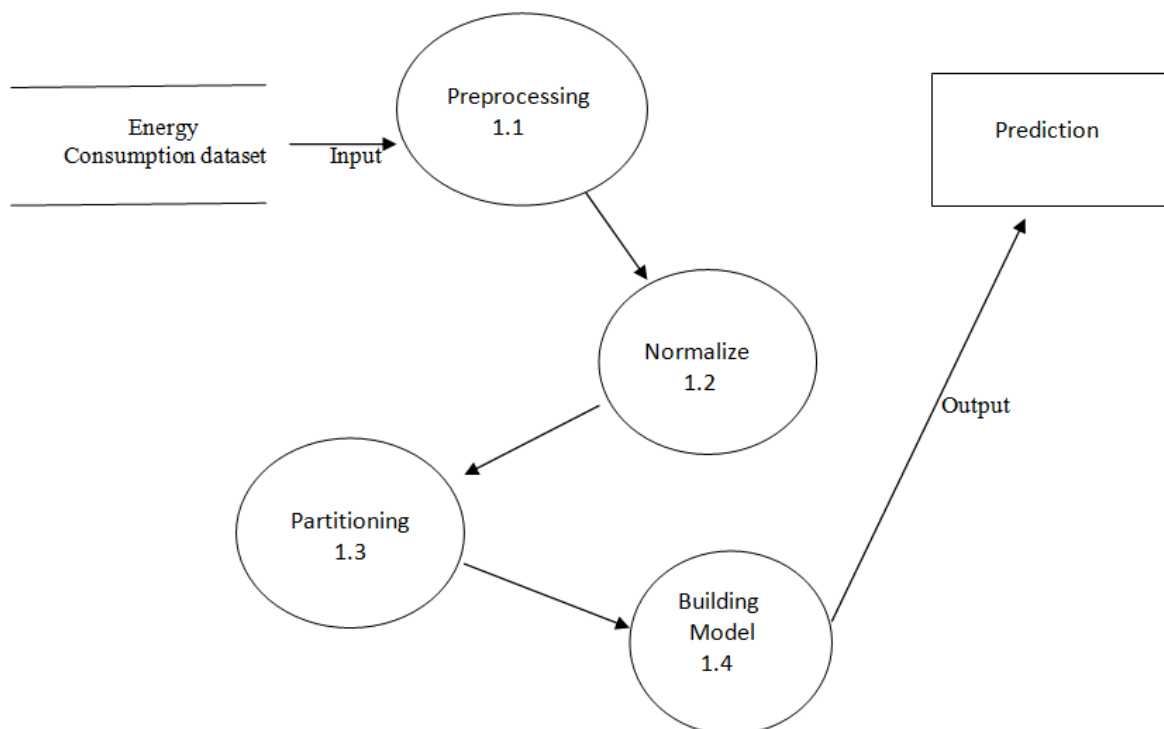 Energy
Consumption dataset
Input
Preprocessing
1.1
Normalize
1.2
Partitioning
1.3
Building
Model
1.4
Output
Prediction